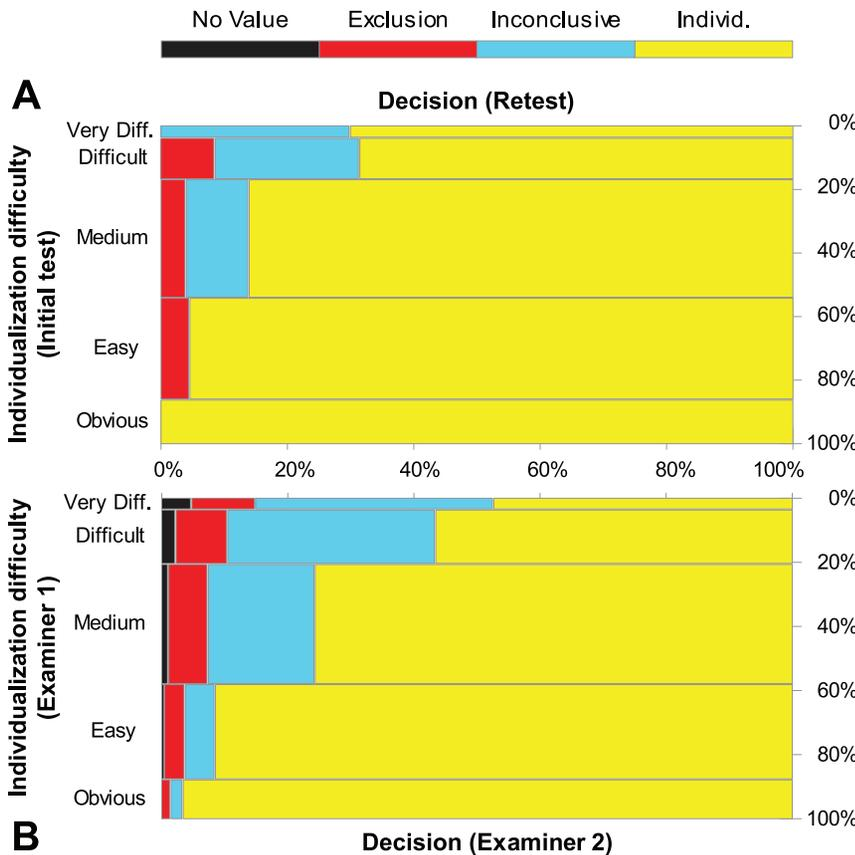 No Value Exclusion Inconclusive Individ.
A
Decision (Retest)
Individualization difficulty
(Initial test)
Very Diff.
Difficult
Medium
Easy
Obvious
0%
20%
40%
60%
80%
100%
0% 20% 40% 60% 80% 100%
Individualization difficulty
(Examiner 1)
Very Diff.
Difficult
Medium
Easy
Obvious
0%
20%
40%
60%
80%
100%
B
Decision (Examiner 2)